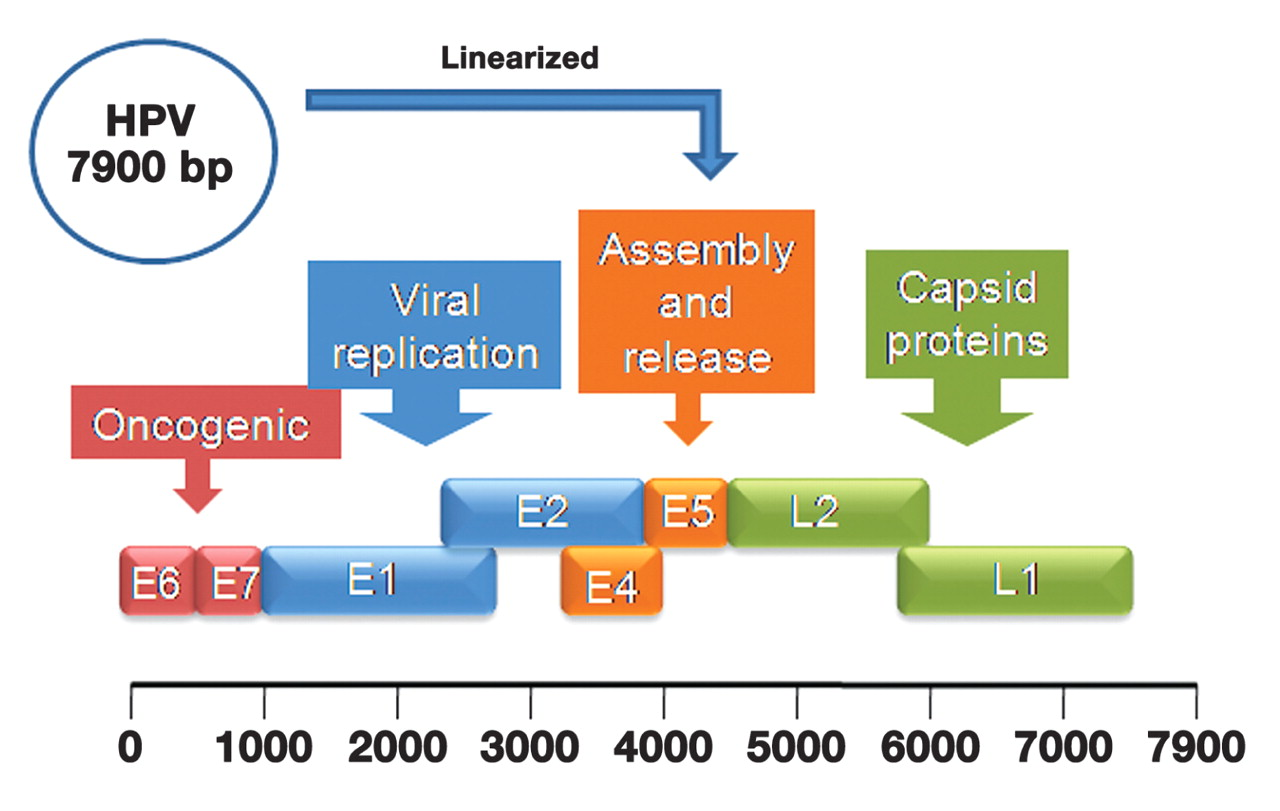 HPV
7900 bp
Linearized
Oncogenic
Viral
replication
Assembly
and
release
Capsid
proteins
E2 E5 L2
E6 E7 E1 E4 L1
0 1000 2000 3000 4000 5000 6000 7000 7900